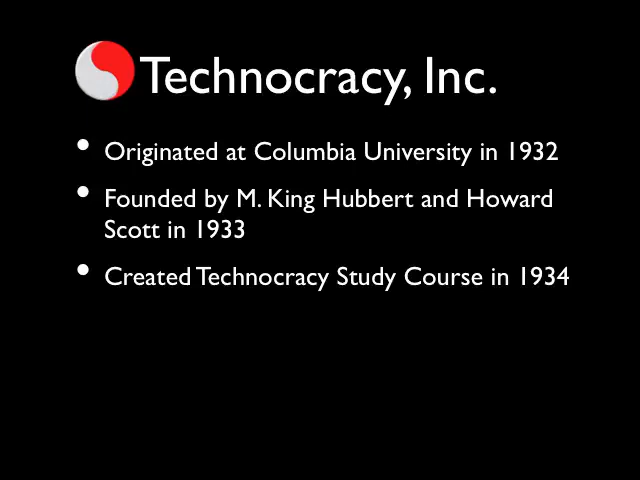 Technocracy, Inc.
• Originated at Columbia University in 1932
• Founded by M. King Hubbert and Howard
Scott in 1933
• Created Technocracy Study Course in 1934